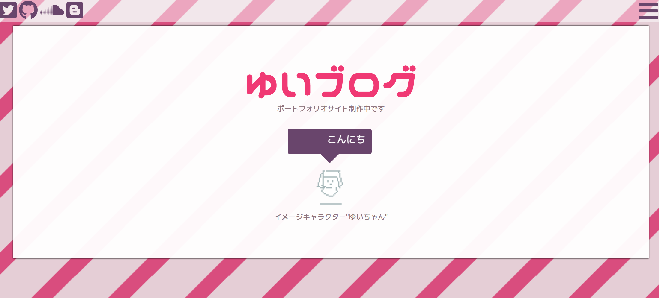 ゆいブログ
ポートフォリオサイト制作中です
こんにち
イメージキャラクター "ゆいちゃん"